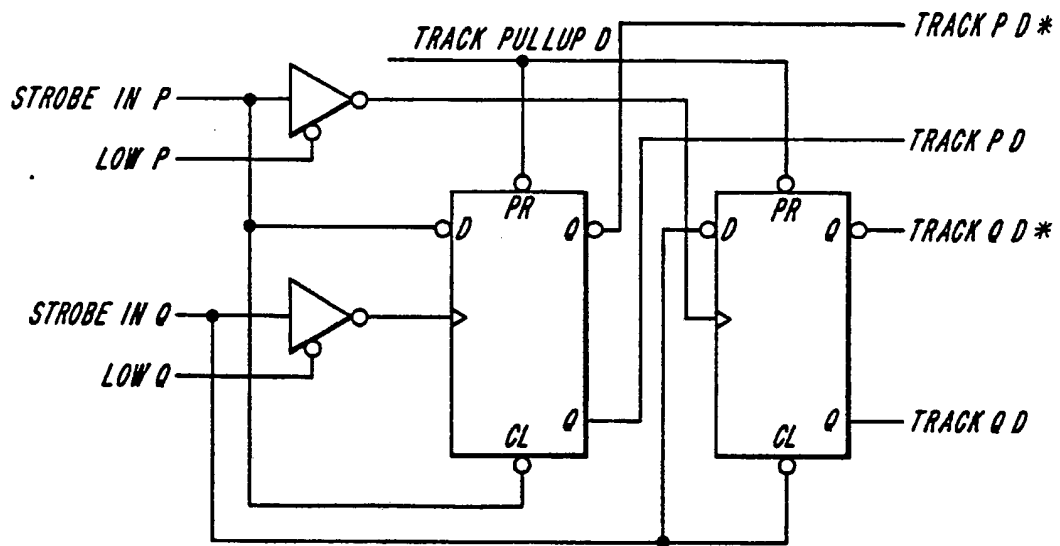 TRACK PULLUP D
TRACK P D*
STROBE IN P
LOW P
TRACK P D
PR
D
Q
PR
D
Q
TRACK Q D*
STROBE IN Q
LOW Q
Q
CL
Q
CL
TRACK Q D